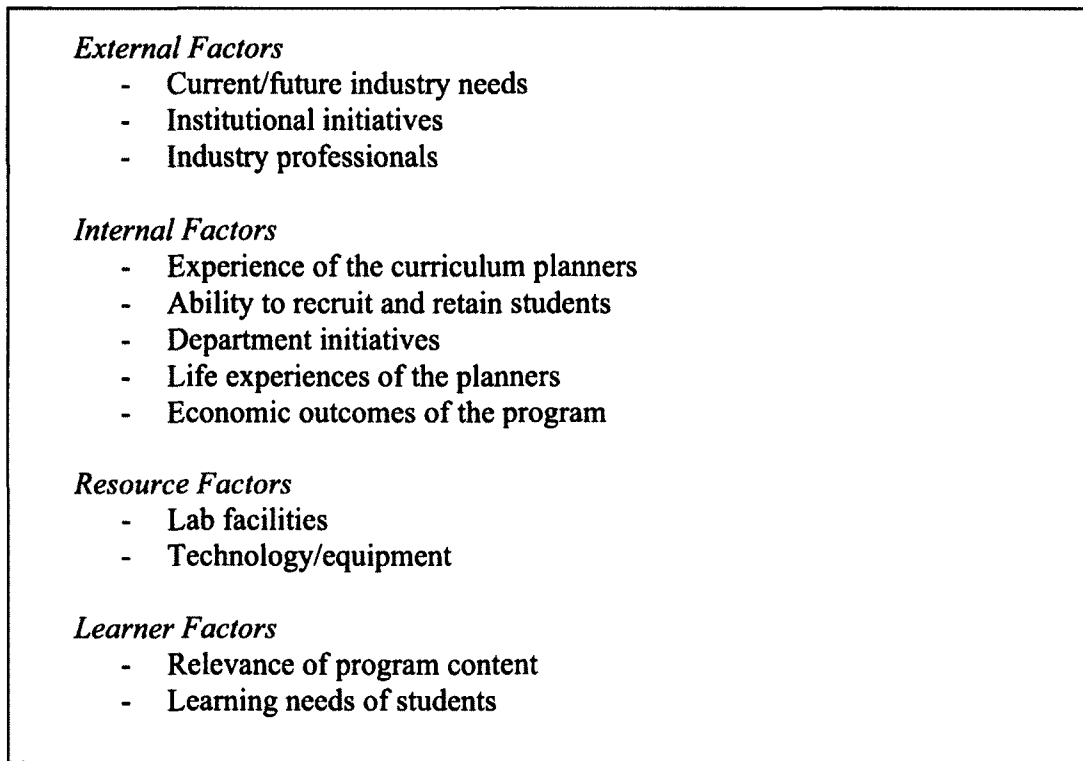 External Factors
- Current/future industry needs
- Institutional initiatives
- Industry professionals
Internal Factors
- Experience of the curriculum planners
- Ability to recruit and retain students
- Department initiatives
- Life experiences of the planners
- Economic outcomes of the program
Resource Factors
- Lab facilities
- Technology/equipment
Learner Factors
- Relevance of program content
- Learning needs of students